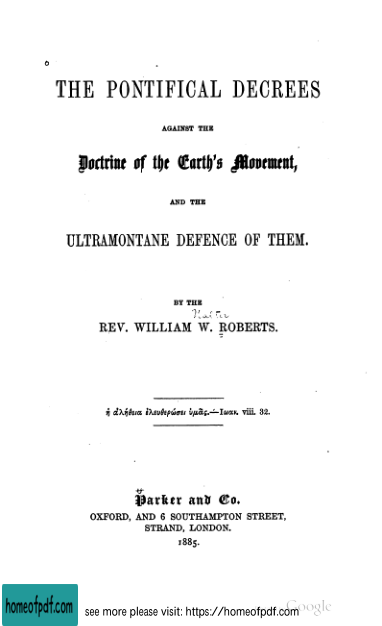 THE PONTIFICAL DECREES
AGAINST THE
Doctrine of the Earth's Movement,
AND THE
ULTRAMONTANE DEFENCE OF THEM.
BY THE
Walter
REV. WILLIAM W. ROBERTS.
ἡ ἀλήθεια ἐλευθερώσει ὑμᾶς.—Ιωαν. viii. 32.
Parker and Co.
OXFORD, AND 6 SOUTHAMPTON STREET,
STRAND, LONDON.
1885.
Google
homeofpdf.com
see more please visit: https://homeofpdf.com